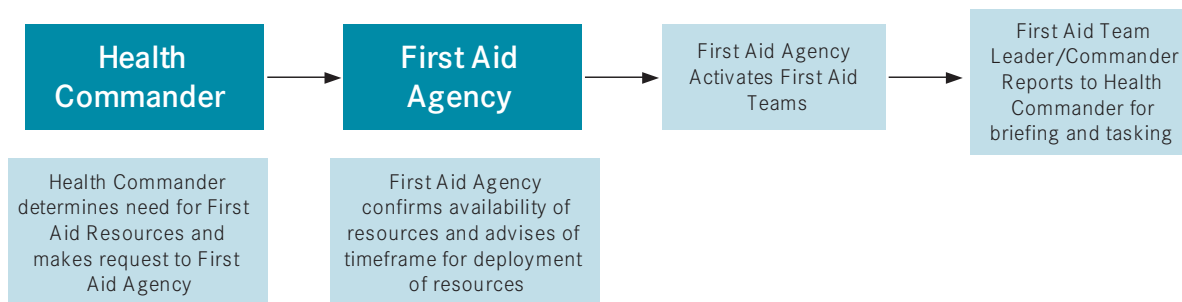 Health
Commander
First Aid
Agency
First Aid Agency
Activates First Aid
Teams
First Aid Team
Leader/Commander
Reports to Health
Commander for
briefing and tasking
Health Commander
determines need for First
Aid Resources and
makes request to First
Aid Agency
First Aid Agency
confirms availability of
resources and advises of
timeframe for deployment
of resources